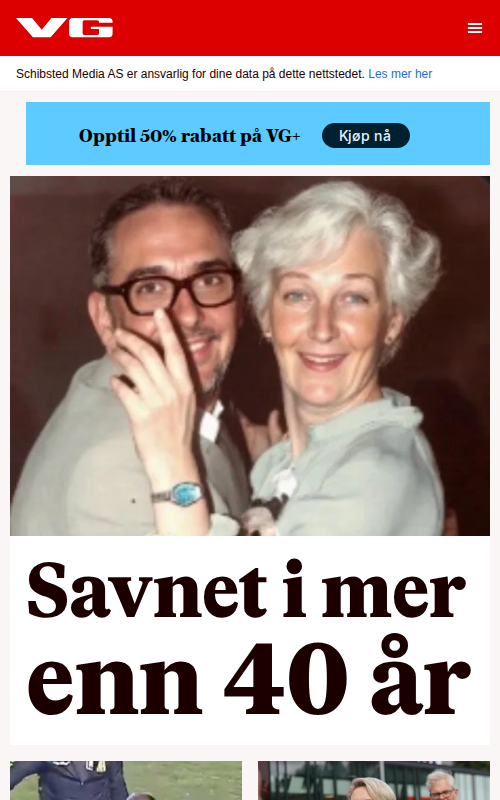 VG
Schibsted Media AS er ansvarlig for dine data på dette nettstedet. Les mer her
Opptil 50% rabatt på VG+ Kjøp nå
Savnet i mer
enn 40 år